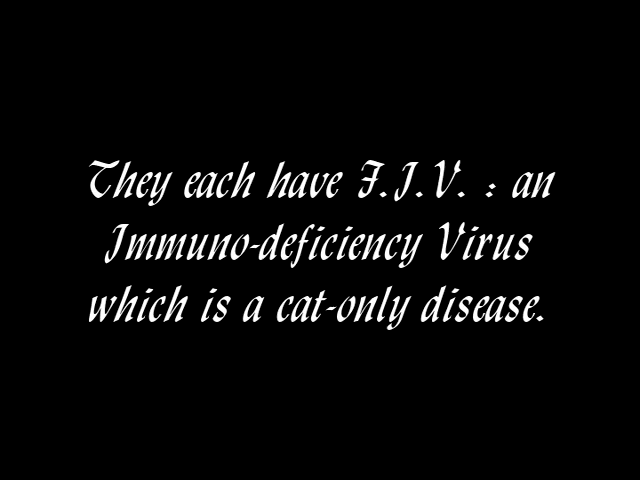 They each have F.I.V. : an
Immuno-deficiency Virus
which is a cat-only disease.